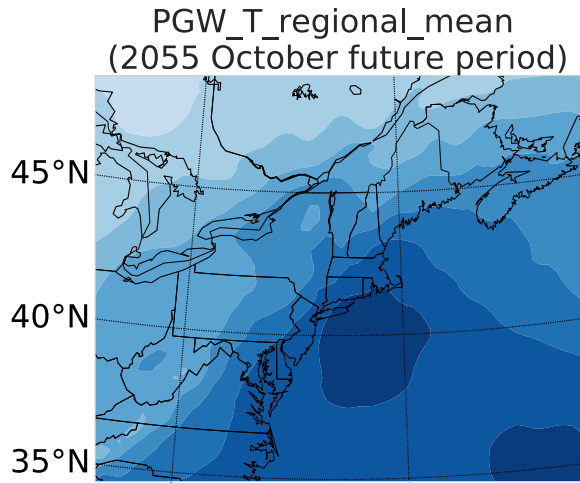 PGW_T_regional_mean
(2055 October future period)
45°N
40°N
35°N